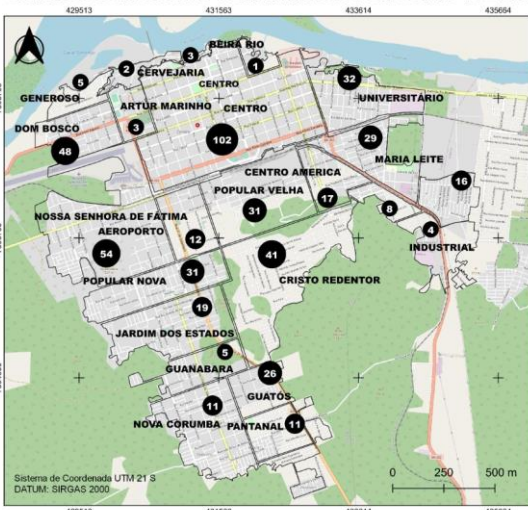 429513 431563 433614 435664
BEIRA RIO
3
1
2
CERVEJARIA
5
CENTRO
32
GENEROSO
ARTUR MARINHO
UNIVERSITÁRIO
CENTRO
DOM BOSCO
3
102
29
48
MARIA LEITE
CENTRO AMERICA
16
POPULAR VELHA
17
31
8
NOSSA SENHORA DE FÁTIMA
AEROPORTO
12
4
INDUSTRIAL
54
41
31
POPULAR NOVA
CRISTO REDENTOR
19
JARDIM DOS ESTADOS
5
GUANABARA
26
GUATÓS
11
NOVA CORUMBA
PANTANAL
11
Sistema de Coordenada UTM 21 S
DATUM: SIRGAS 2000
0 250 500 m